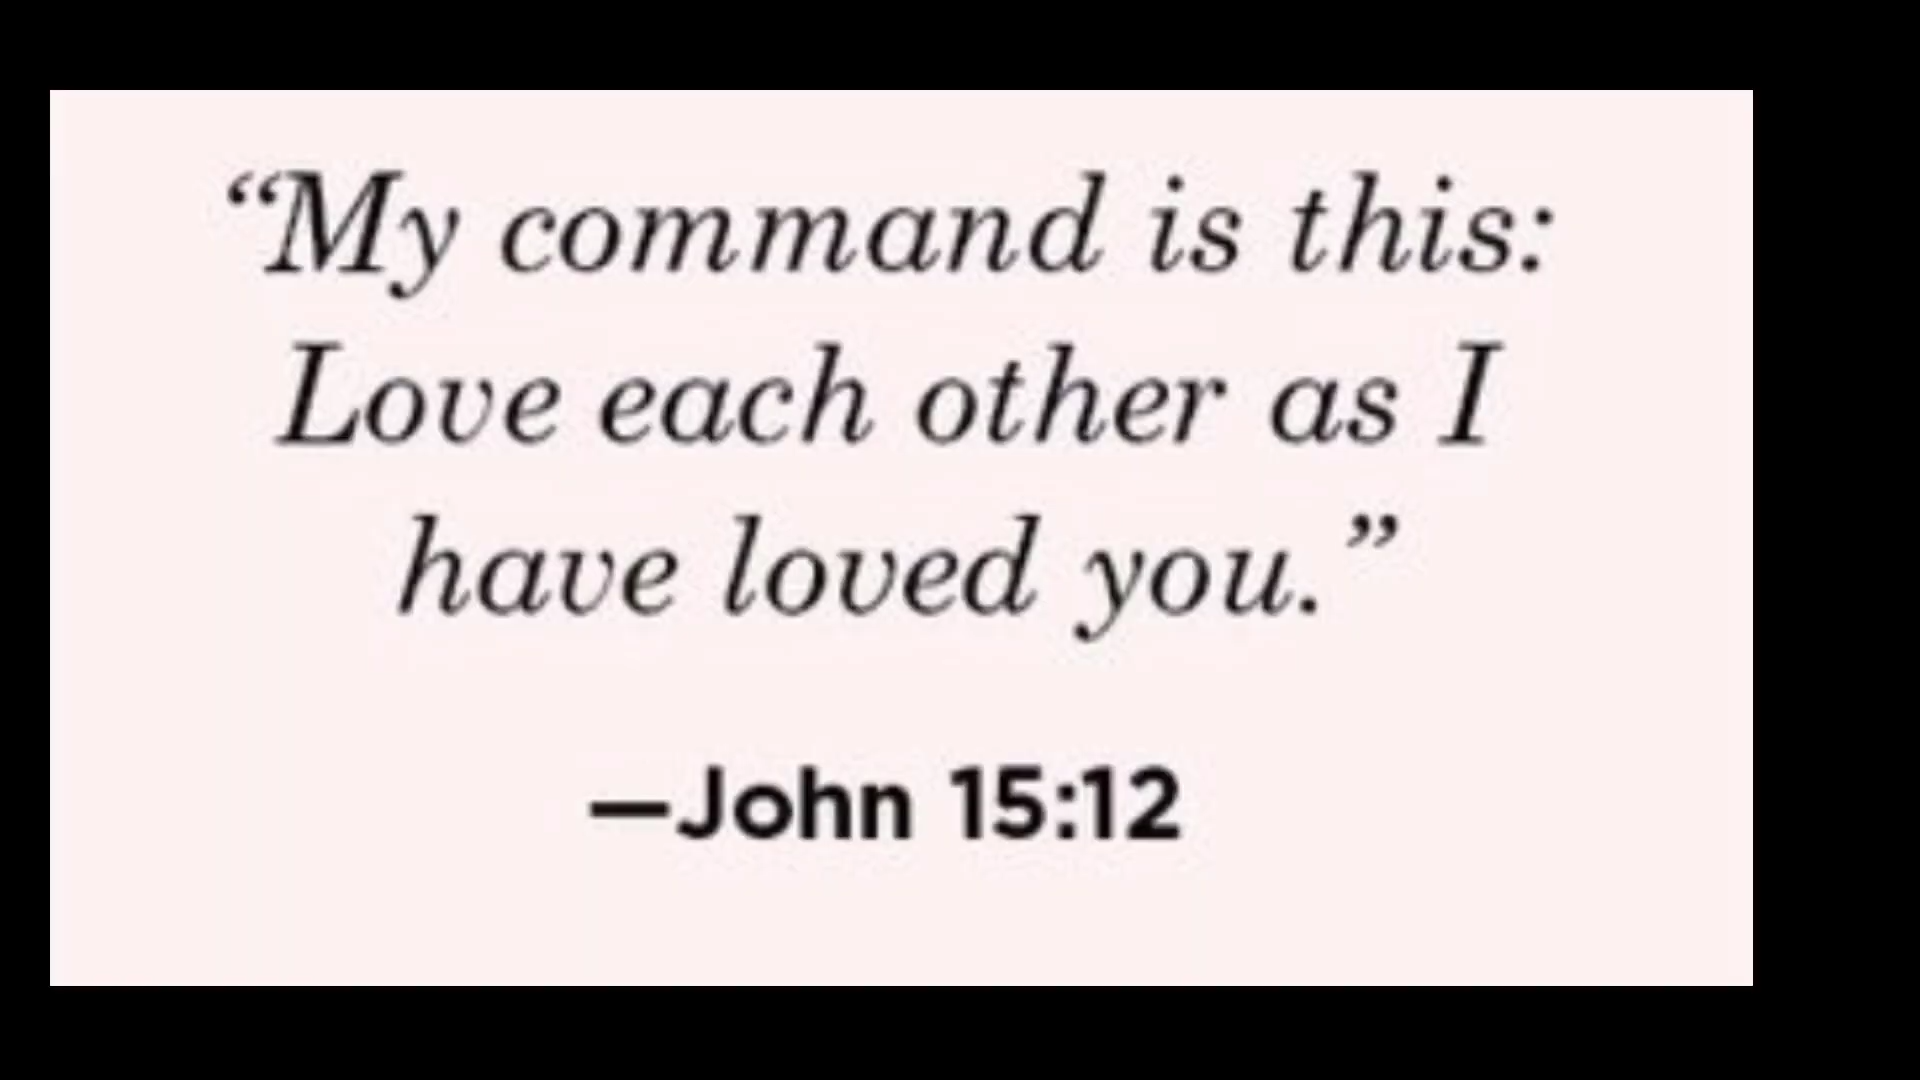 “My command is this:
Love each other as I
have loved you.”
—John 15:12